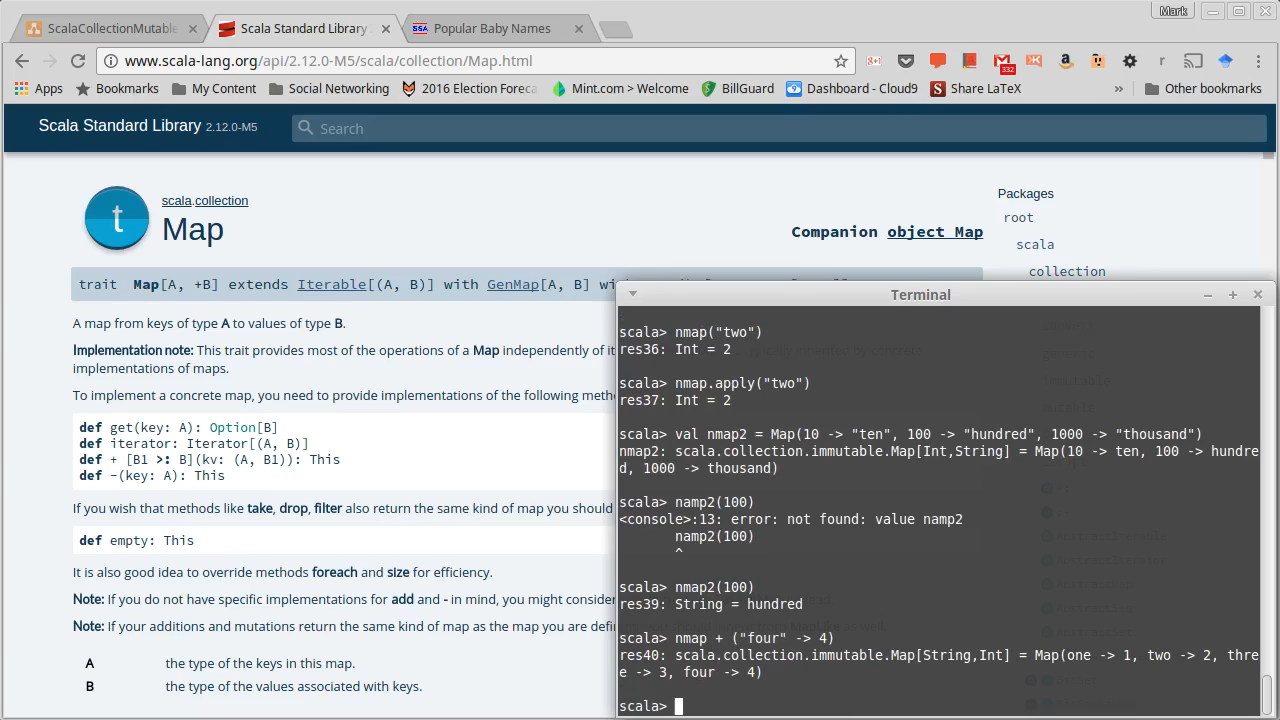 Mark
ScalaCollectionMutable
Scala Standard Library
Popular Baby Names
www.scala-lang.org/api/2.12.0-M5/scala/collection/Map.html
332
Apps Bookmarks My Content Social Networking 2016 Election Foreca Mint.com > Welcome BillGuard Dashboard - Cloud9 Share LaTeX » Other bookmarks
Scala Standard Library 2.12.0-M5
Search
t
scala.collection
Map
Companion object Map
trait Map[A, +B] extends Iterable[(A, B)] with GenMap[A, B] wi
A map from keys of type A to values of type B.
Implementation note: This trait provides most of the operations of a Map independently of it
implementations of maps.
To implement a concrete map, you need to provide implementations of the following meth
def get(key: A): Option[B]
def iterator: Iterator[(A, B)]
def + [B1 >: B](kv: (A, B1)): This
def -(key: A): This
If you wish that methods like take, drop, filter also return the same kind of map you should
def empty: This
It is also good idea to override methods foreach and size for efficiency.
Note: If you do not have specific implementations for add and - in mind, you might consider
Note: If your additions and mutations return the same kind of map as the map you are defi
A the type of the keys in this map.
B the type of the values associated with keys.
Packages
root
scala
collection
Terminal
scala> nmap("two")
res36: Int = 2
scala> nmap.apply("two")
res37: Int = 2
scala> val nmap2 = Map(10 -> "ten", 100 -> "hundred", 1000 -> "thousand")
nmap2: scala.collection.immutable.Map[Int,String] = Map(10 -> ten, 100 -> hundre
d, 1000 -> thousand)
scala> namp2(100)
<console>:13: error: not found: value namp2
namp2(100)
^
scala> nmap2(100)
res39: String = hundred
scala> nmap + ("four" -> 4)
res40: scala.collection.immutable.Map[String,Int] = Map(one -> 1, two -> 2, thre
e -> 3, four -> 4)
scala>